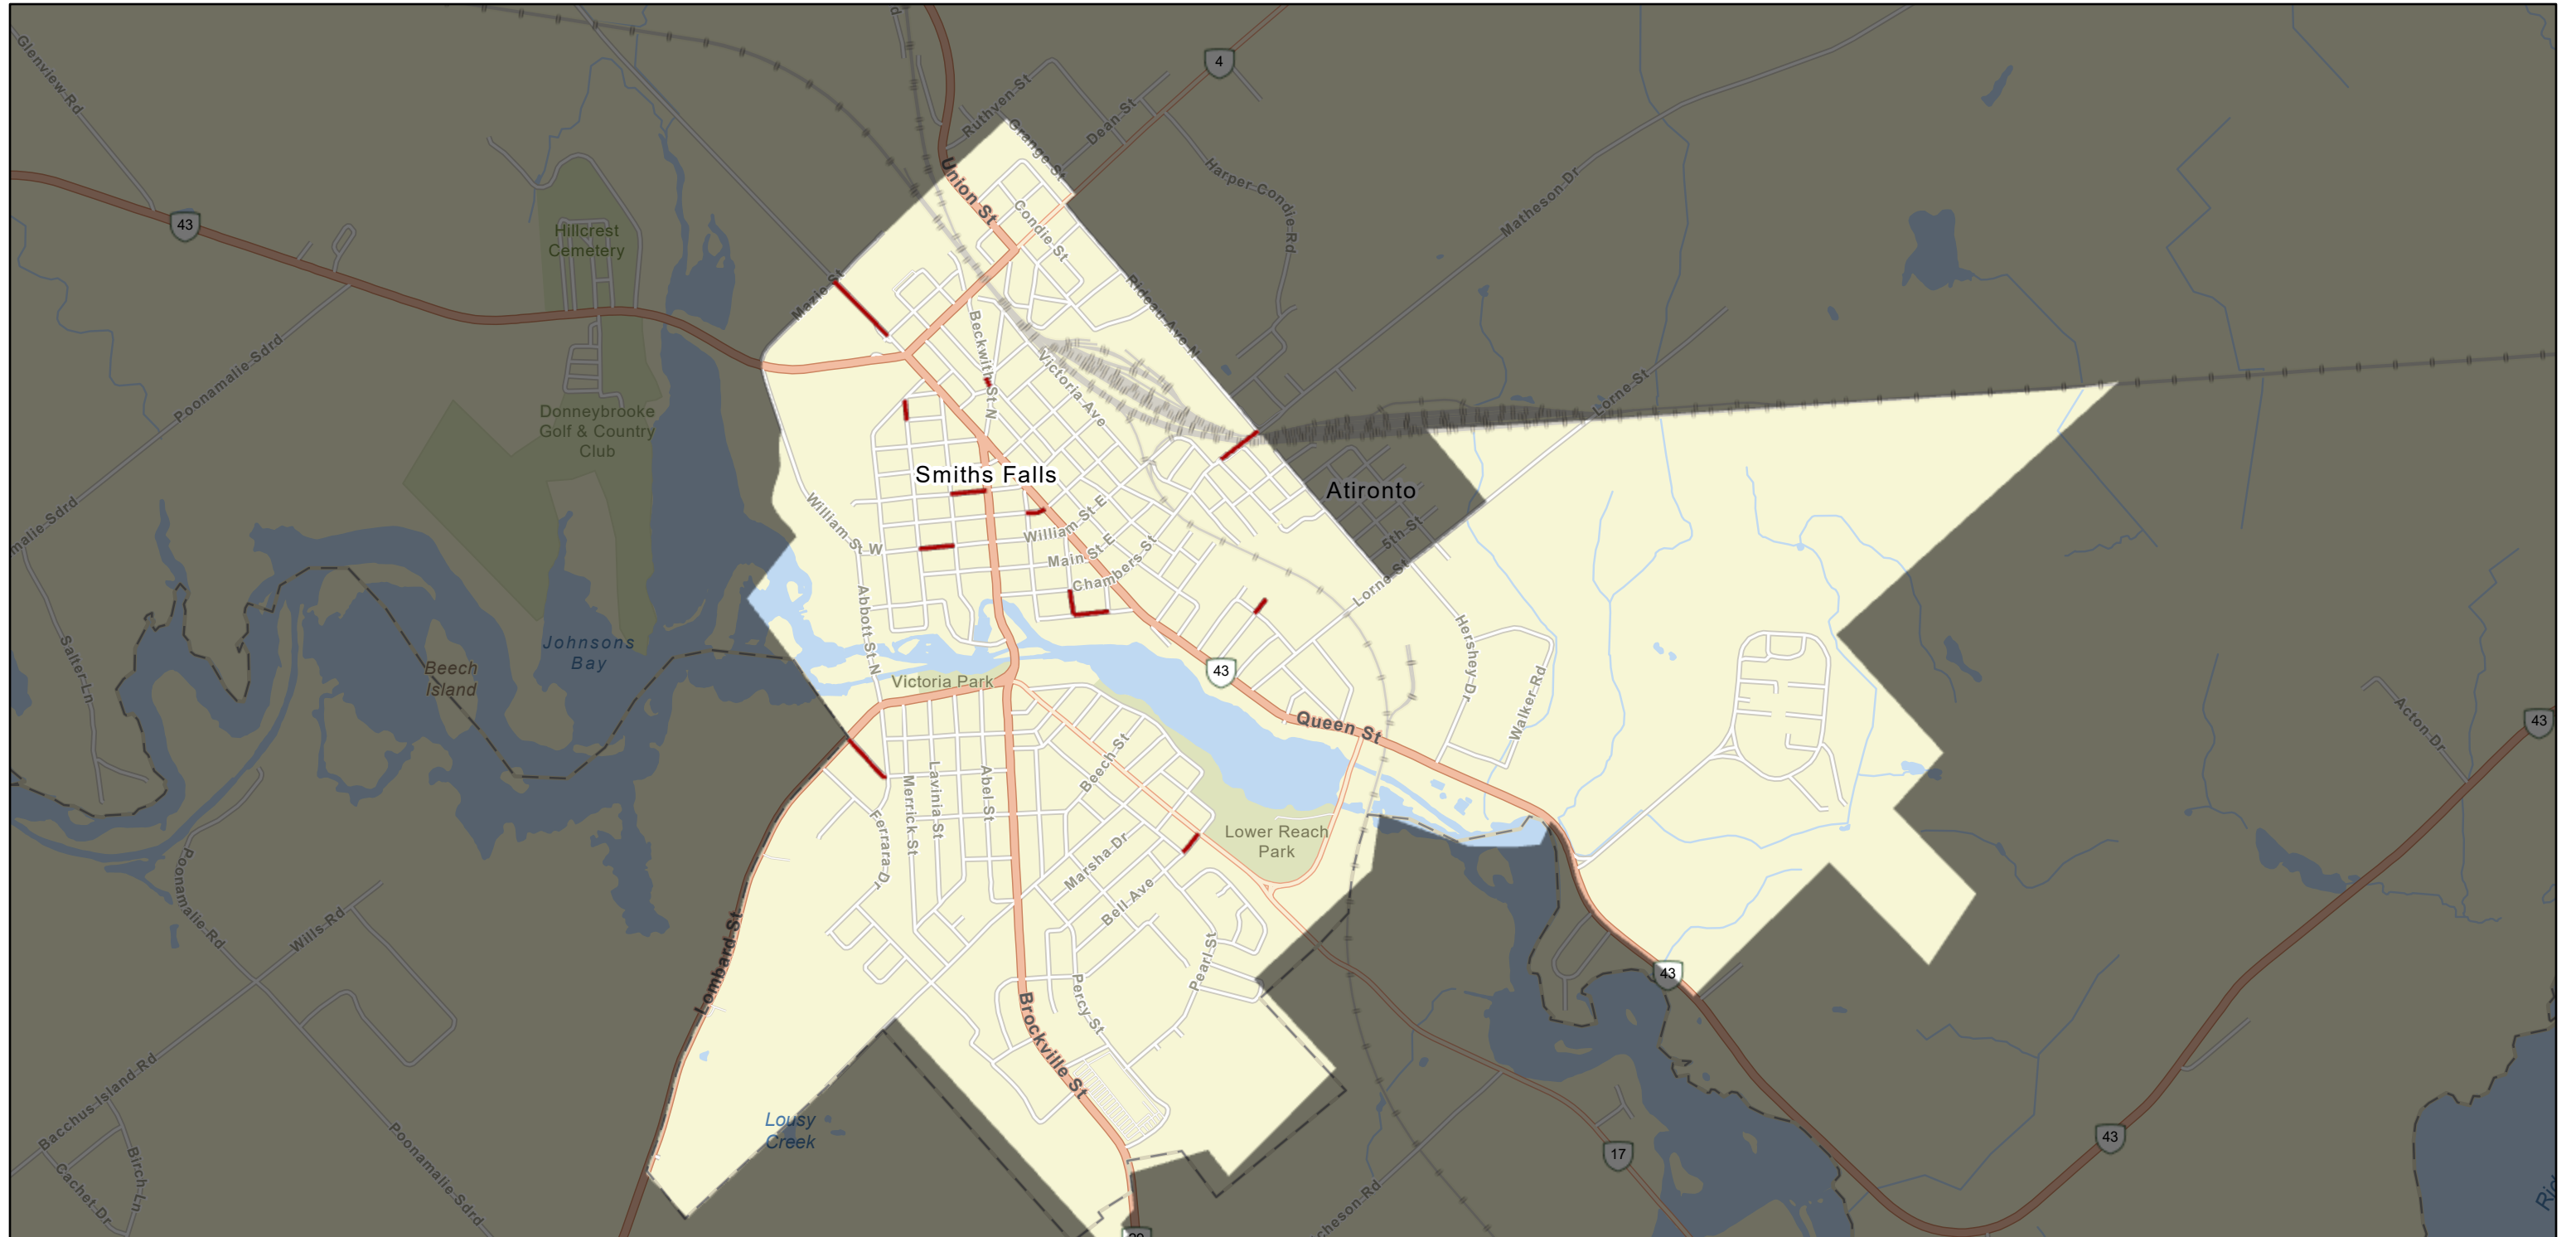 Glenview Rd
4
Ruthven St
Dean St
Grange St
Union St
Harper Condie Rd
Matheson Dr
43
Hillcrest
Cemetery
Condie St
Mazie St
Rideau Ave N
Beckwith St N
Victoria Ave
Poonamalie Sdrd
Lorne St
Donneybrooke
Golf & Country
Club
Smiths Falls
Atironto
malie Sdrd
William St W
William St E
5th St
Main St E
Chambers St
Lorne St
Abbott St N
Hershey Dr
Salter Ln
Johnsons
Bay
Beech
Island
Victoria Park
43
Walker Rd
Queen St
Acton Dr
43
Beech St
Lavinia St
Abel St
Merrick St
Ferrara Dr
Lower Reach
Park
Marsha Dr
Bell Ave
Poonamalie Rd
Wills Rd
Lombard St
Pearl St
Percy St
43
Brockville St
Bacchus Island Rd
Lousy
Creek
Birch Ln
Cachet Dr
Poonamalie Sdrd
43
17
cheson Rd
Rid